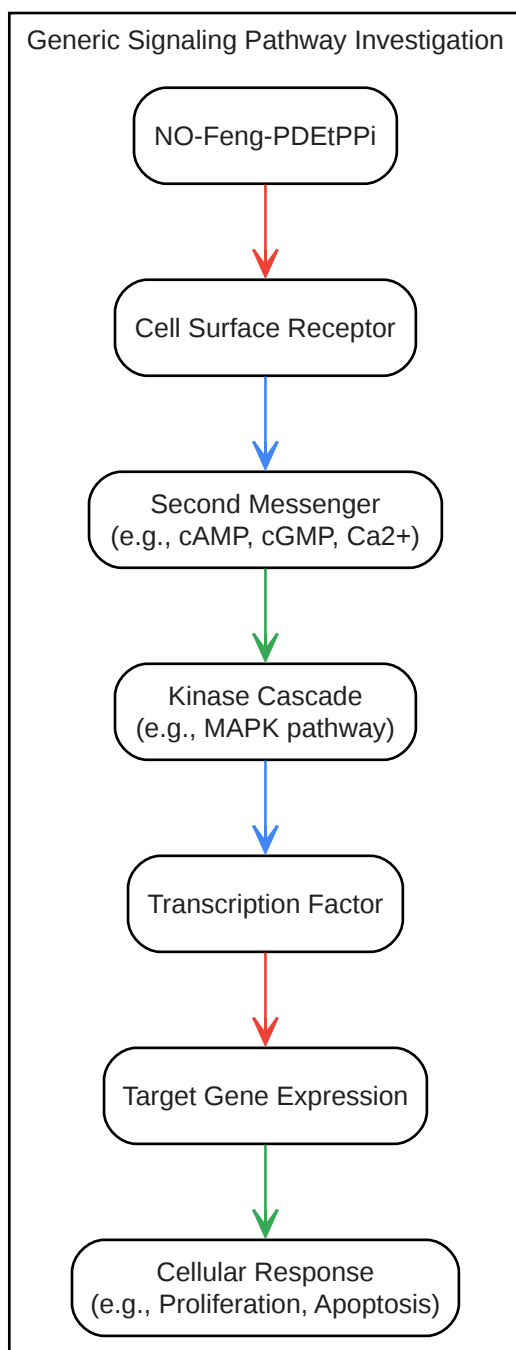 Generic Signaling Pathway Investigation
NO-Feng-PDEtPPi
Cell Surface Receptor
Second Messenger
(e.g., cAMP, cGMP, Ca2+)
Kinase Cascade
(e.g., MAPK pathway)
Transcription Factor
Target Gene Expression
Cellular Response
(e.g., Proliferation, Apoptosis)